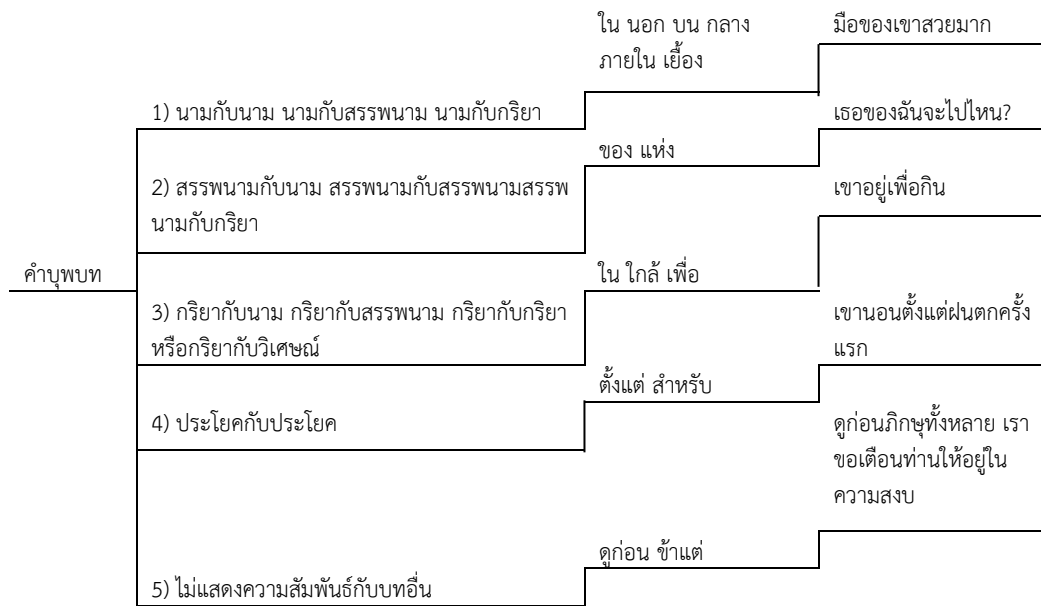 คำบุพบท
1) นามกับนาม นามกับสรรพนาม นามกับกริยา
ใน นอก บน กลาง
ภายใน เยื้อง
มือของเขาสวยมาก
2) สรรพนามกับนาม สรรพนามกับสรรพนามสรรพ
นามกับกริยา
ของ แห่ง
เธอของฉันจะไปไหน?
3) กริยากับนาม กริยากับสรรพนาม กริยากับกริยา
หรือกริยากับวิเศษณ์
ใน ใกล้ เพื่อ
เขาอยู่เพื่อกิน
4) ประโยคกับประโยค
ตั้งแต่ สำหรับ
เขานอนตั้งแต่ฝนตกครั้ง
แรก
5) ไม่แสดงความสัมพันธ์กับบทอื่น
ดูก่อน ข้าแต่
ดูก่อนภิกษุทั้งหลาย เรา
ขอเตือนท่านให้อยู่ใน
ความสงบ